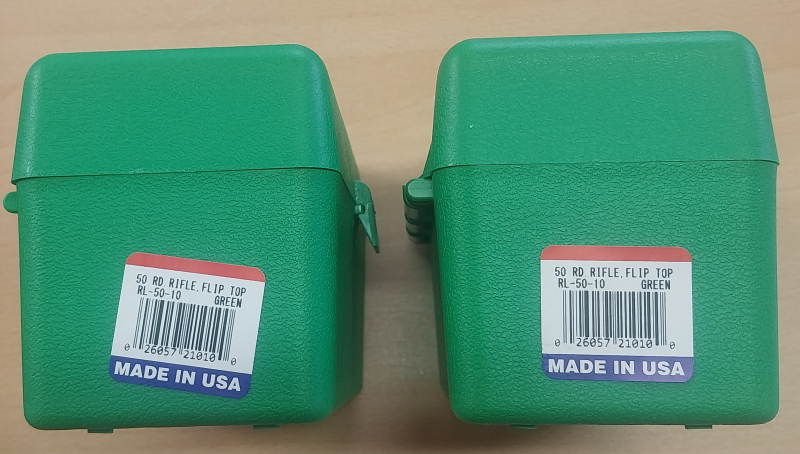 50 RD RIFLE,FLIP TOP
RL-50-10 GREEN
0 26057 21010 0
MADE IN USA
50 RD RIFLE,FLIP TOP
RL-50-10 GREEN
0 26057 21010 0
MADE IN USA